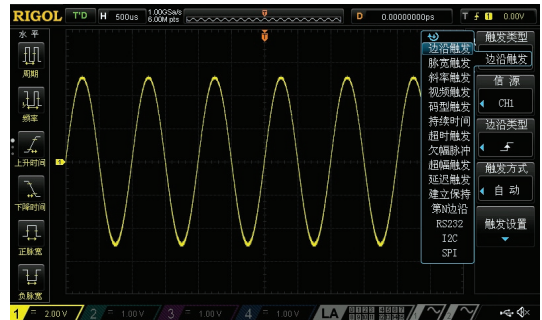 RIGOL T'D H 500us 1.00GSa/s 6.00M pts D 0.00000000ps T 1 0.00V
水 平
周期
频率
上升时间
下降时间
正脉宽
负脉宽
T
1
边沿触发
脉宽触发
斜率触发
视频触发
码型触发
持续时间
超时触发
欠幅脉冲
超幅触发
延迟触发
建立保持
第N边沿
RS232
I2C
SPI
触发类型
边沿触发
信 源
CH1
边沿类型
触发方式
自 动
触发设置
1 = 2.00 V 2 = 1.00 V 3 = 1.00 V 4 = 1.00 V LA